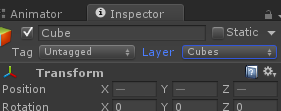 Animator Inspector
Cube Static
Tag Untagged Layer Cubes
Transform
Position X — Y — Z —
Rotation X 0 Y 0 Z 0